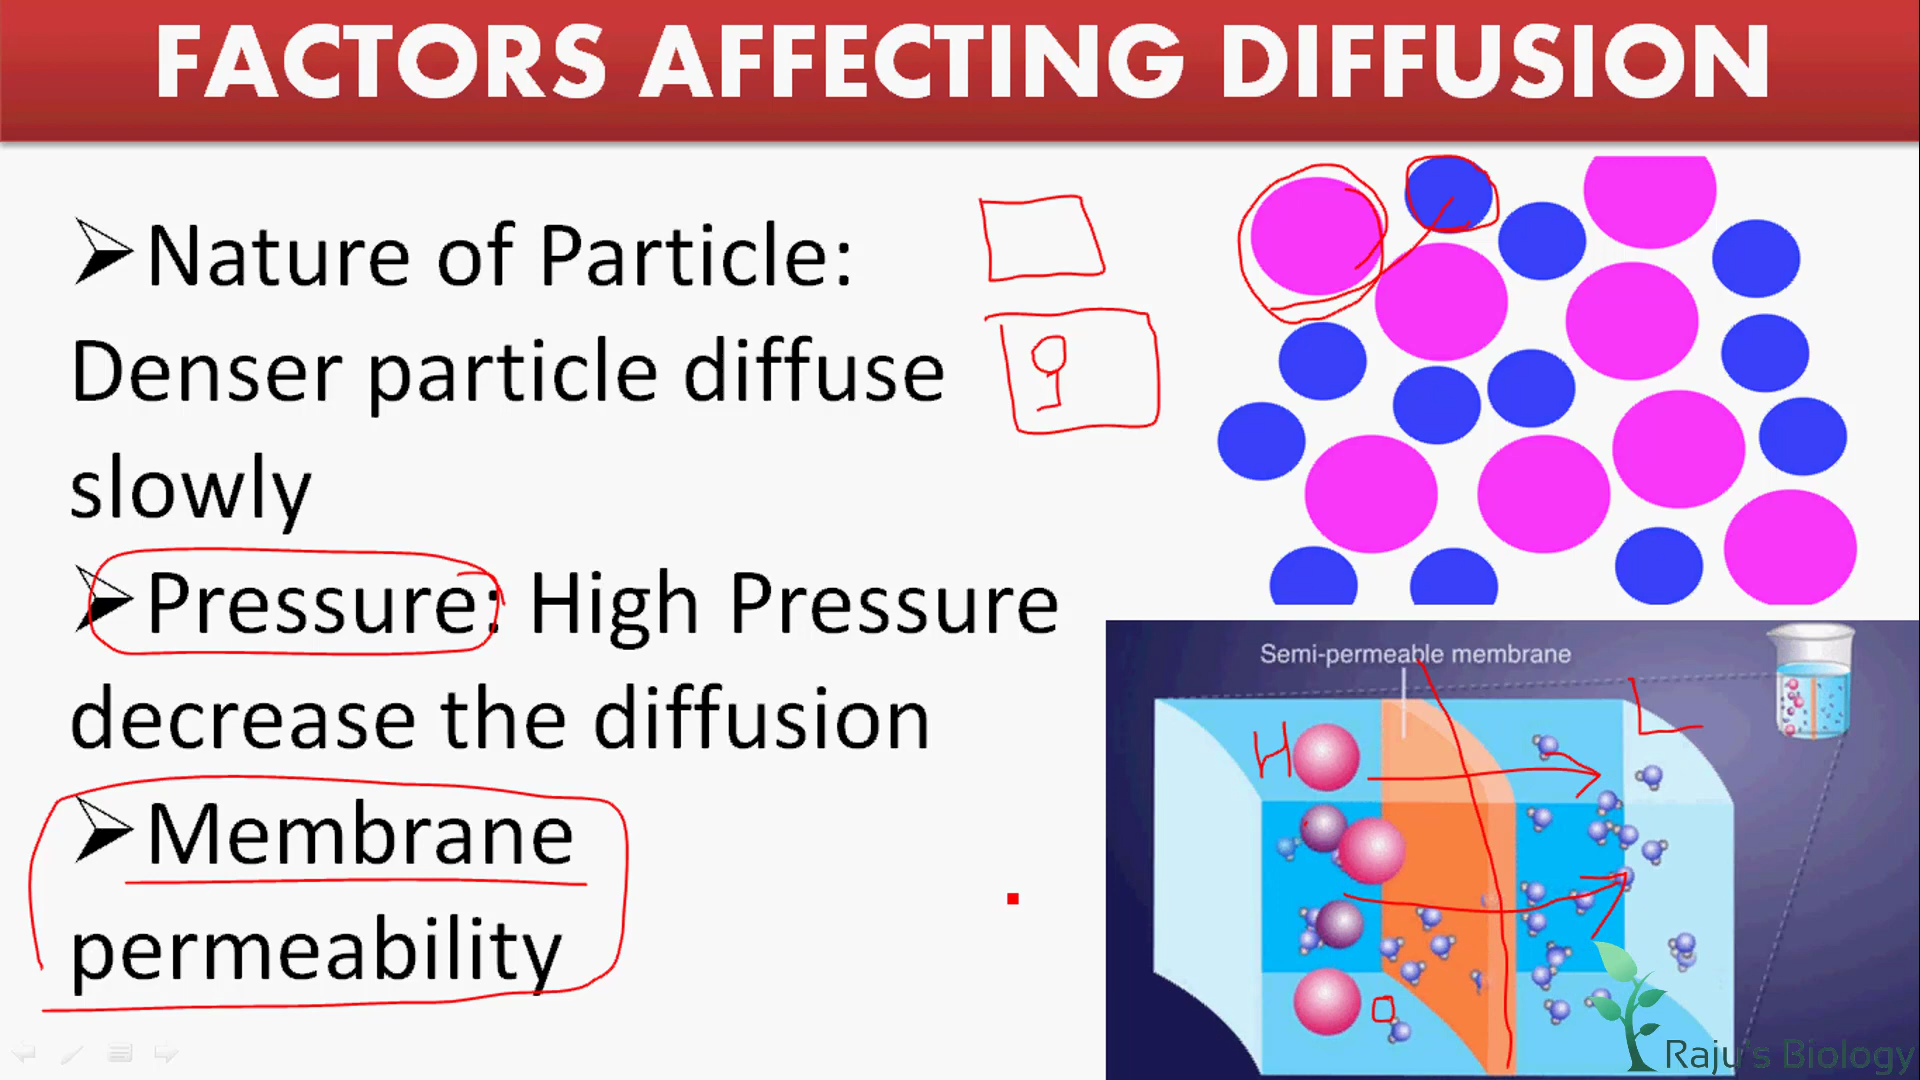 FACTORS AFFECTING DIFFUSION
➢Nature of Particle:
Denser particle diffuse
slowly
➢Pressure: High Pressure
decrease the diffusion
➢Membrane
permeability
Semi-permeable membrane
H
L
Raju's Biology